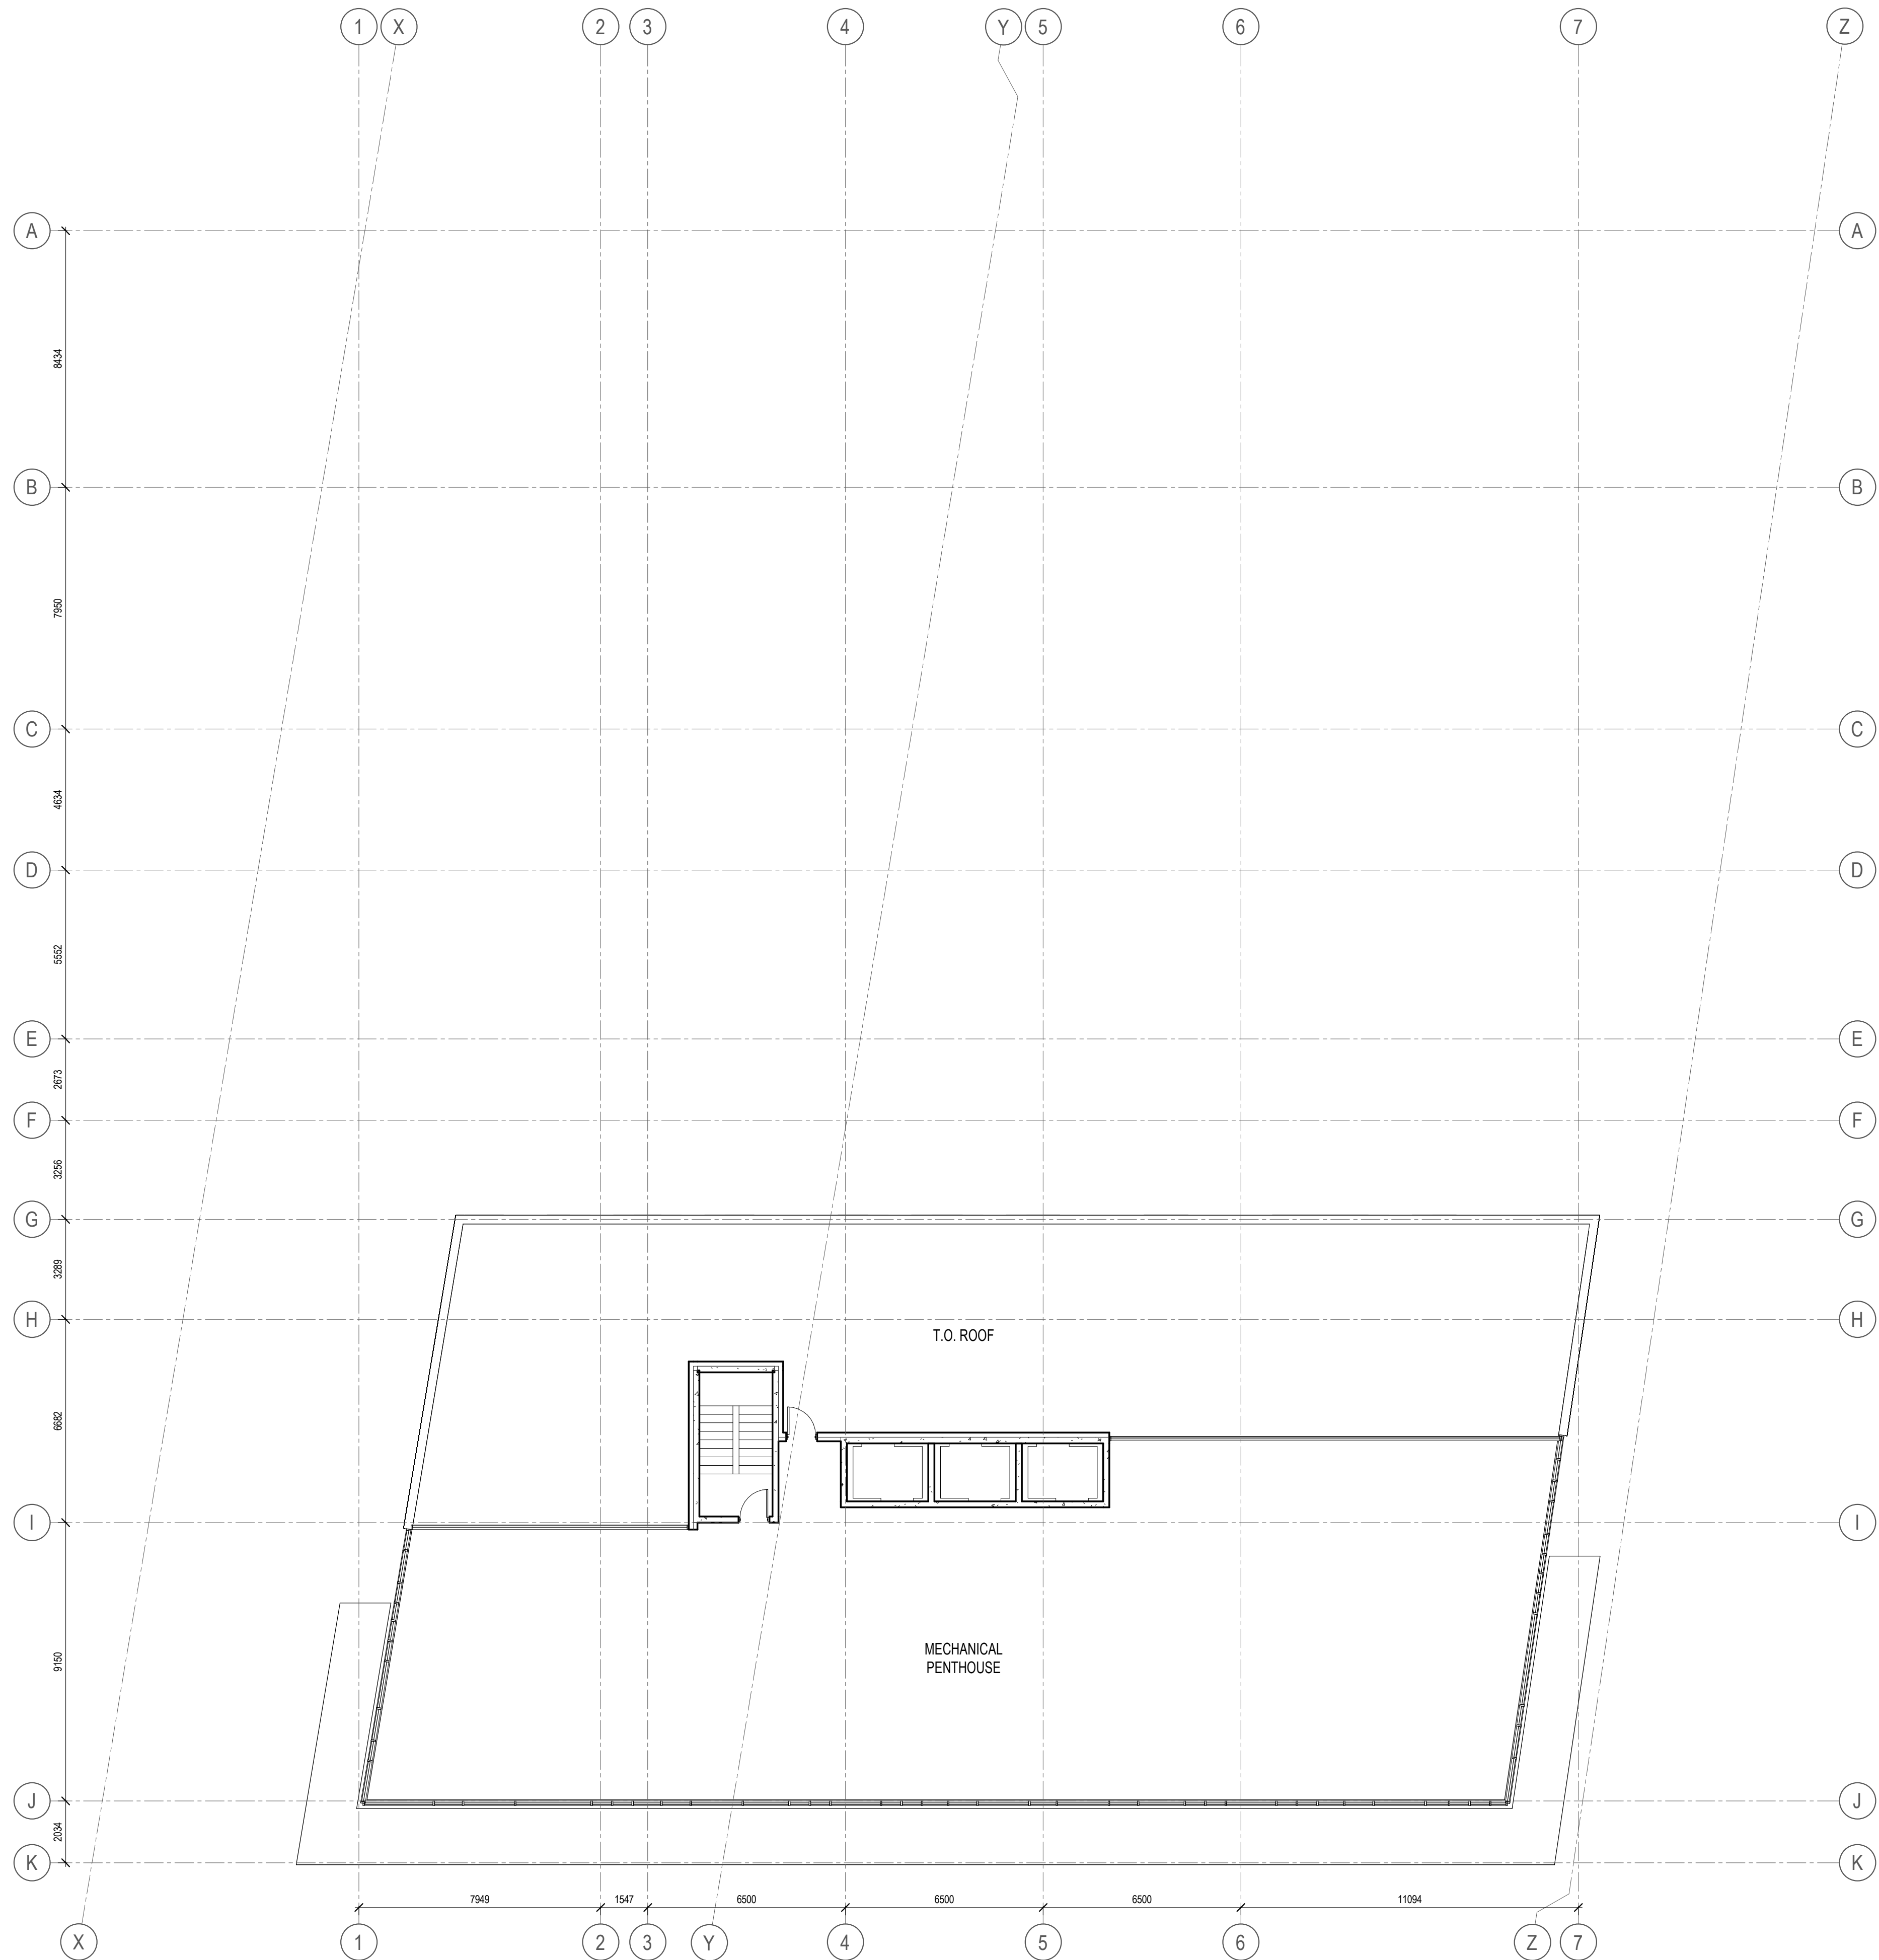 1 X 2 3 4 Y 5 6 7 Z
A A
8434
B B
7950
C C
4634
D D
5552
E E
2673
F F
3256
G G
3289
H H
T.O. ROOF
6682
I I
MECHANICAL
PENTHOUSE
9150
J J
2034
K K
7949 1547 6500 6500 6500 11094
X 1 2 3 Y 4 5 6 Z 7